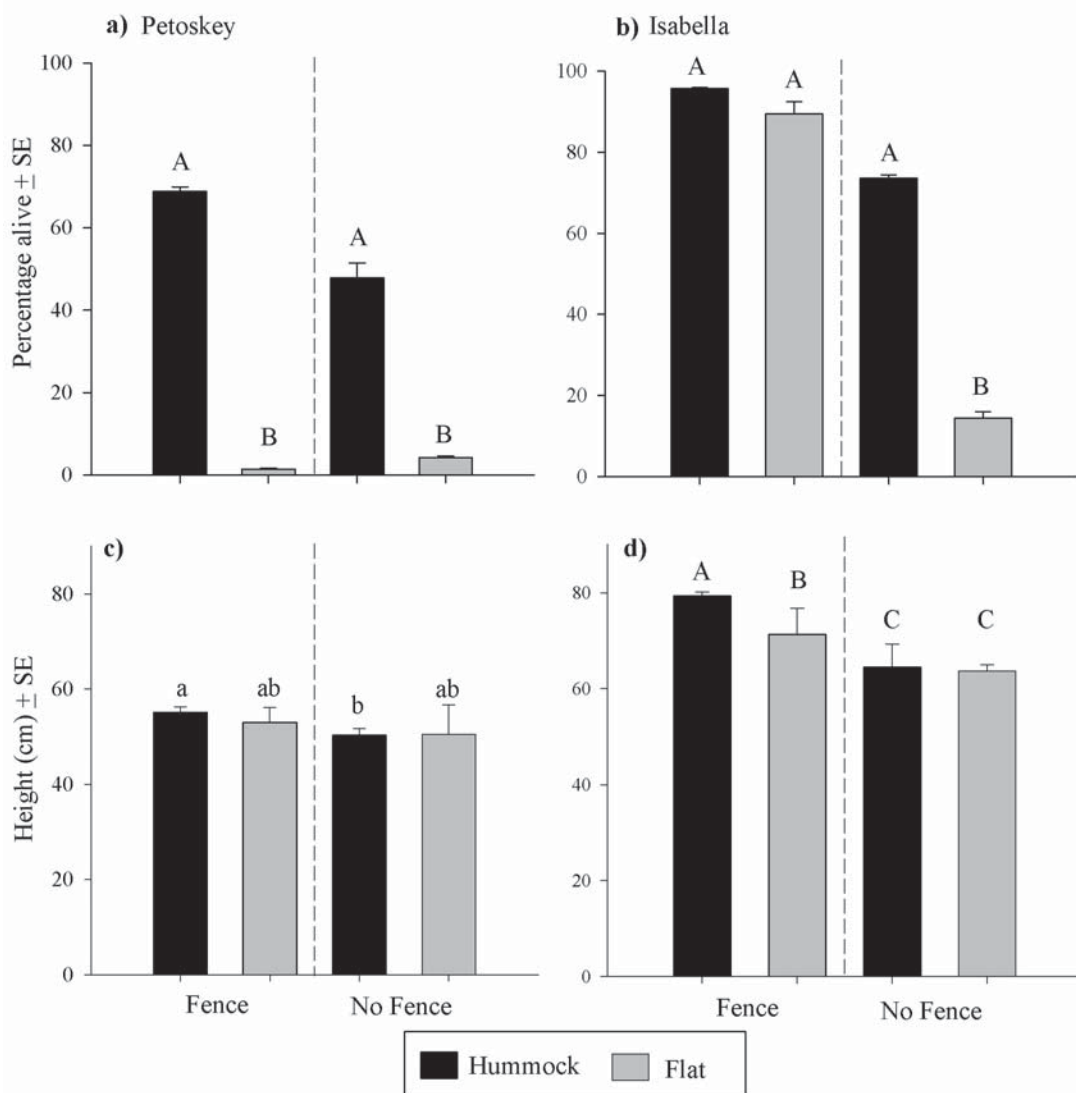 a) Petoskey
b) Isabella
Percentage alive ± SE
100
80
60
40
20
0
A
B
A
B
100
80
60
40
20
0
A
A
A
B
c)
Height (cm) ± SE
80
60
40
20
0
a
ab
b
ab
Fence
No Fence
d)
80
60
40
20
0
A
B
C
C
Fence
No Fence
Hummock
Flat